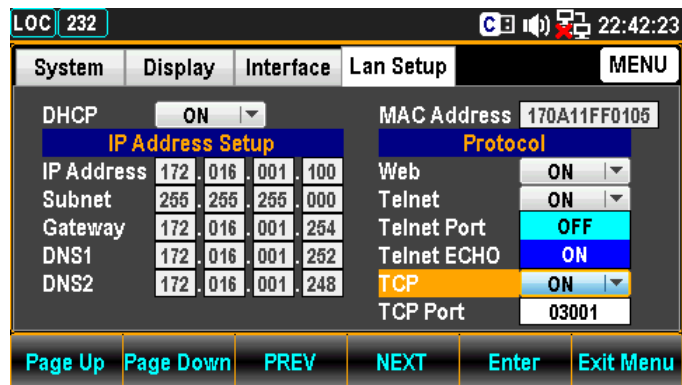 LOC 232 C 22:42:23
System Display Interface Lan Setup MENU
DHCP ON MAC Address 170A11FF0105
IP Address Setup Protocol
IP Address 172 . 016 . 001 . 100 Web ON
Subnet 255 . 255 . 255 . 000 Telnet ON
Gateway 172 . 016 . 001 . 254 Telnet Port OFF
DNS1 172 . 016 . 001 . 252 Telnet ECHO ON
DNS2 172 . 016 . 001 . 248 TCP ON
TCP Port 03001
Page Up Page Down PREV NEXT Enter Exit Menu